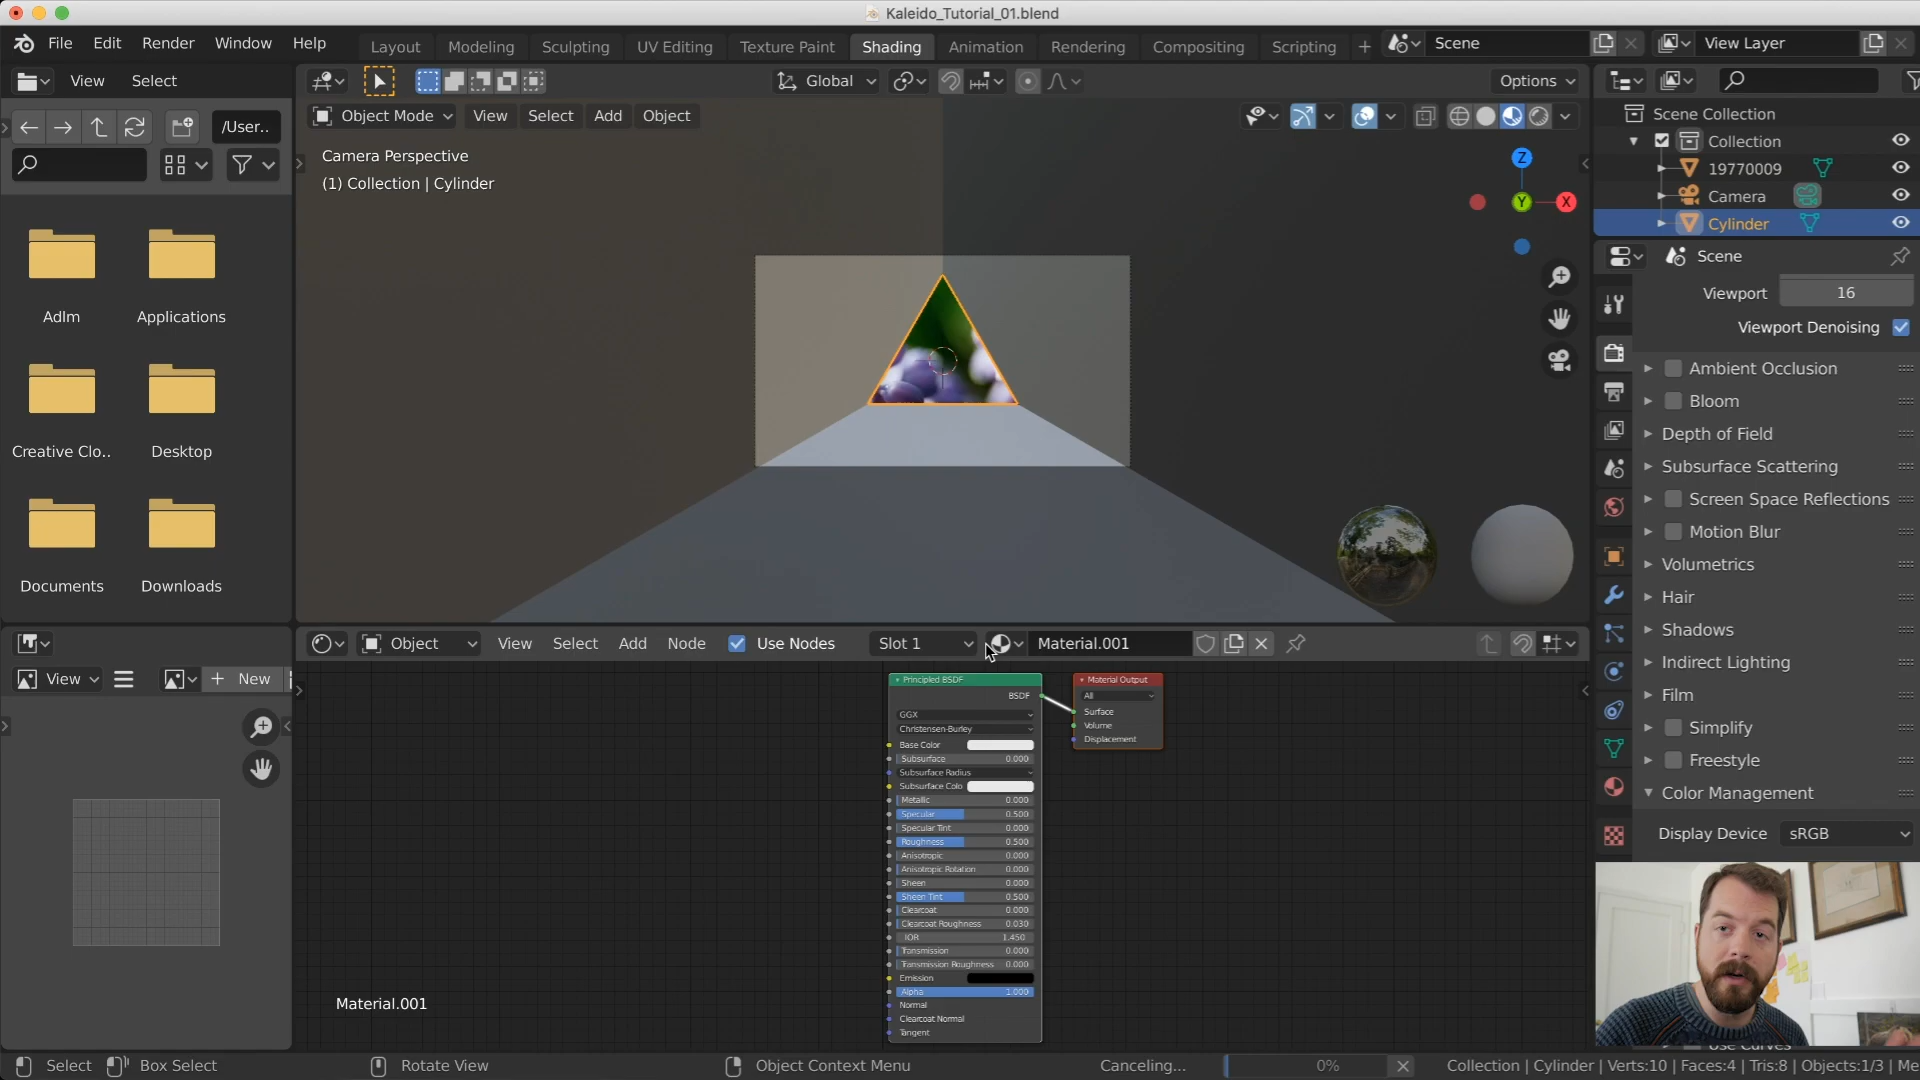 Kaleido_Tutorial_01.blend
File Edit Render Window Help
Layout Modeling Sculpting UV Editing Texture Paint Shading Animation Rendering Compositing Scripting
Scene
View Layer
View Select
Global
Options
/User..
Object Mode View Select Add Object
Camera Perspective
(1) Collection | Cylinder
Z
Y
X
Scene Collection
Collection
19770009
Camera
Cylinder
Scene
Viewport 16
Viewport Denoising
Ambient Occlusion
Bloom
Depth of Field
Subsurface Scattering
Screen Space Reflections
Motion Blur
Volumetrics
Hair
Shadows
Indirect Lighting
Film
Simplify
Freestyle
Color Management
Display Device sRGB
Adlm Applications
Creative Clo.. Desktop
Documents Downloads
Object View Select Add Node Use Nodes Slot 1 Material.001
View
New
Principled BSDF
BSDF
GGX
Christensen-Burley
Base Color
Subsurface 0.000
Subsurface Radius
Subsurface Colo
Metallic 0.000
Specular 0.500
Specular Tint 0.000
Roughness 0.500
Anisotropic 0.000
Anisotropic Rotation 0.000
Sheen 0.000
Sheen Tint 0.500
Clearcoat 0.000
Clearcoat Roughness 0.030
IOR 1.450
Transmission 0.000
Transmission Roughness 0.000
Emission
Alpha 1.000
Normal
Clearcoat Normal
Tangent
Material Output
All
Surface
Volume
Displacement
Material.001
Use Curves
Select Box Select Rotate View Object Context Menu Canceling... 0% Collection | Cylinder | Verts:10 | Faces:4 | Tris:8 | Objects:1/3 | Me